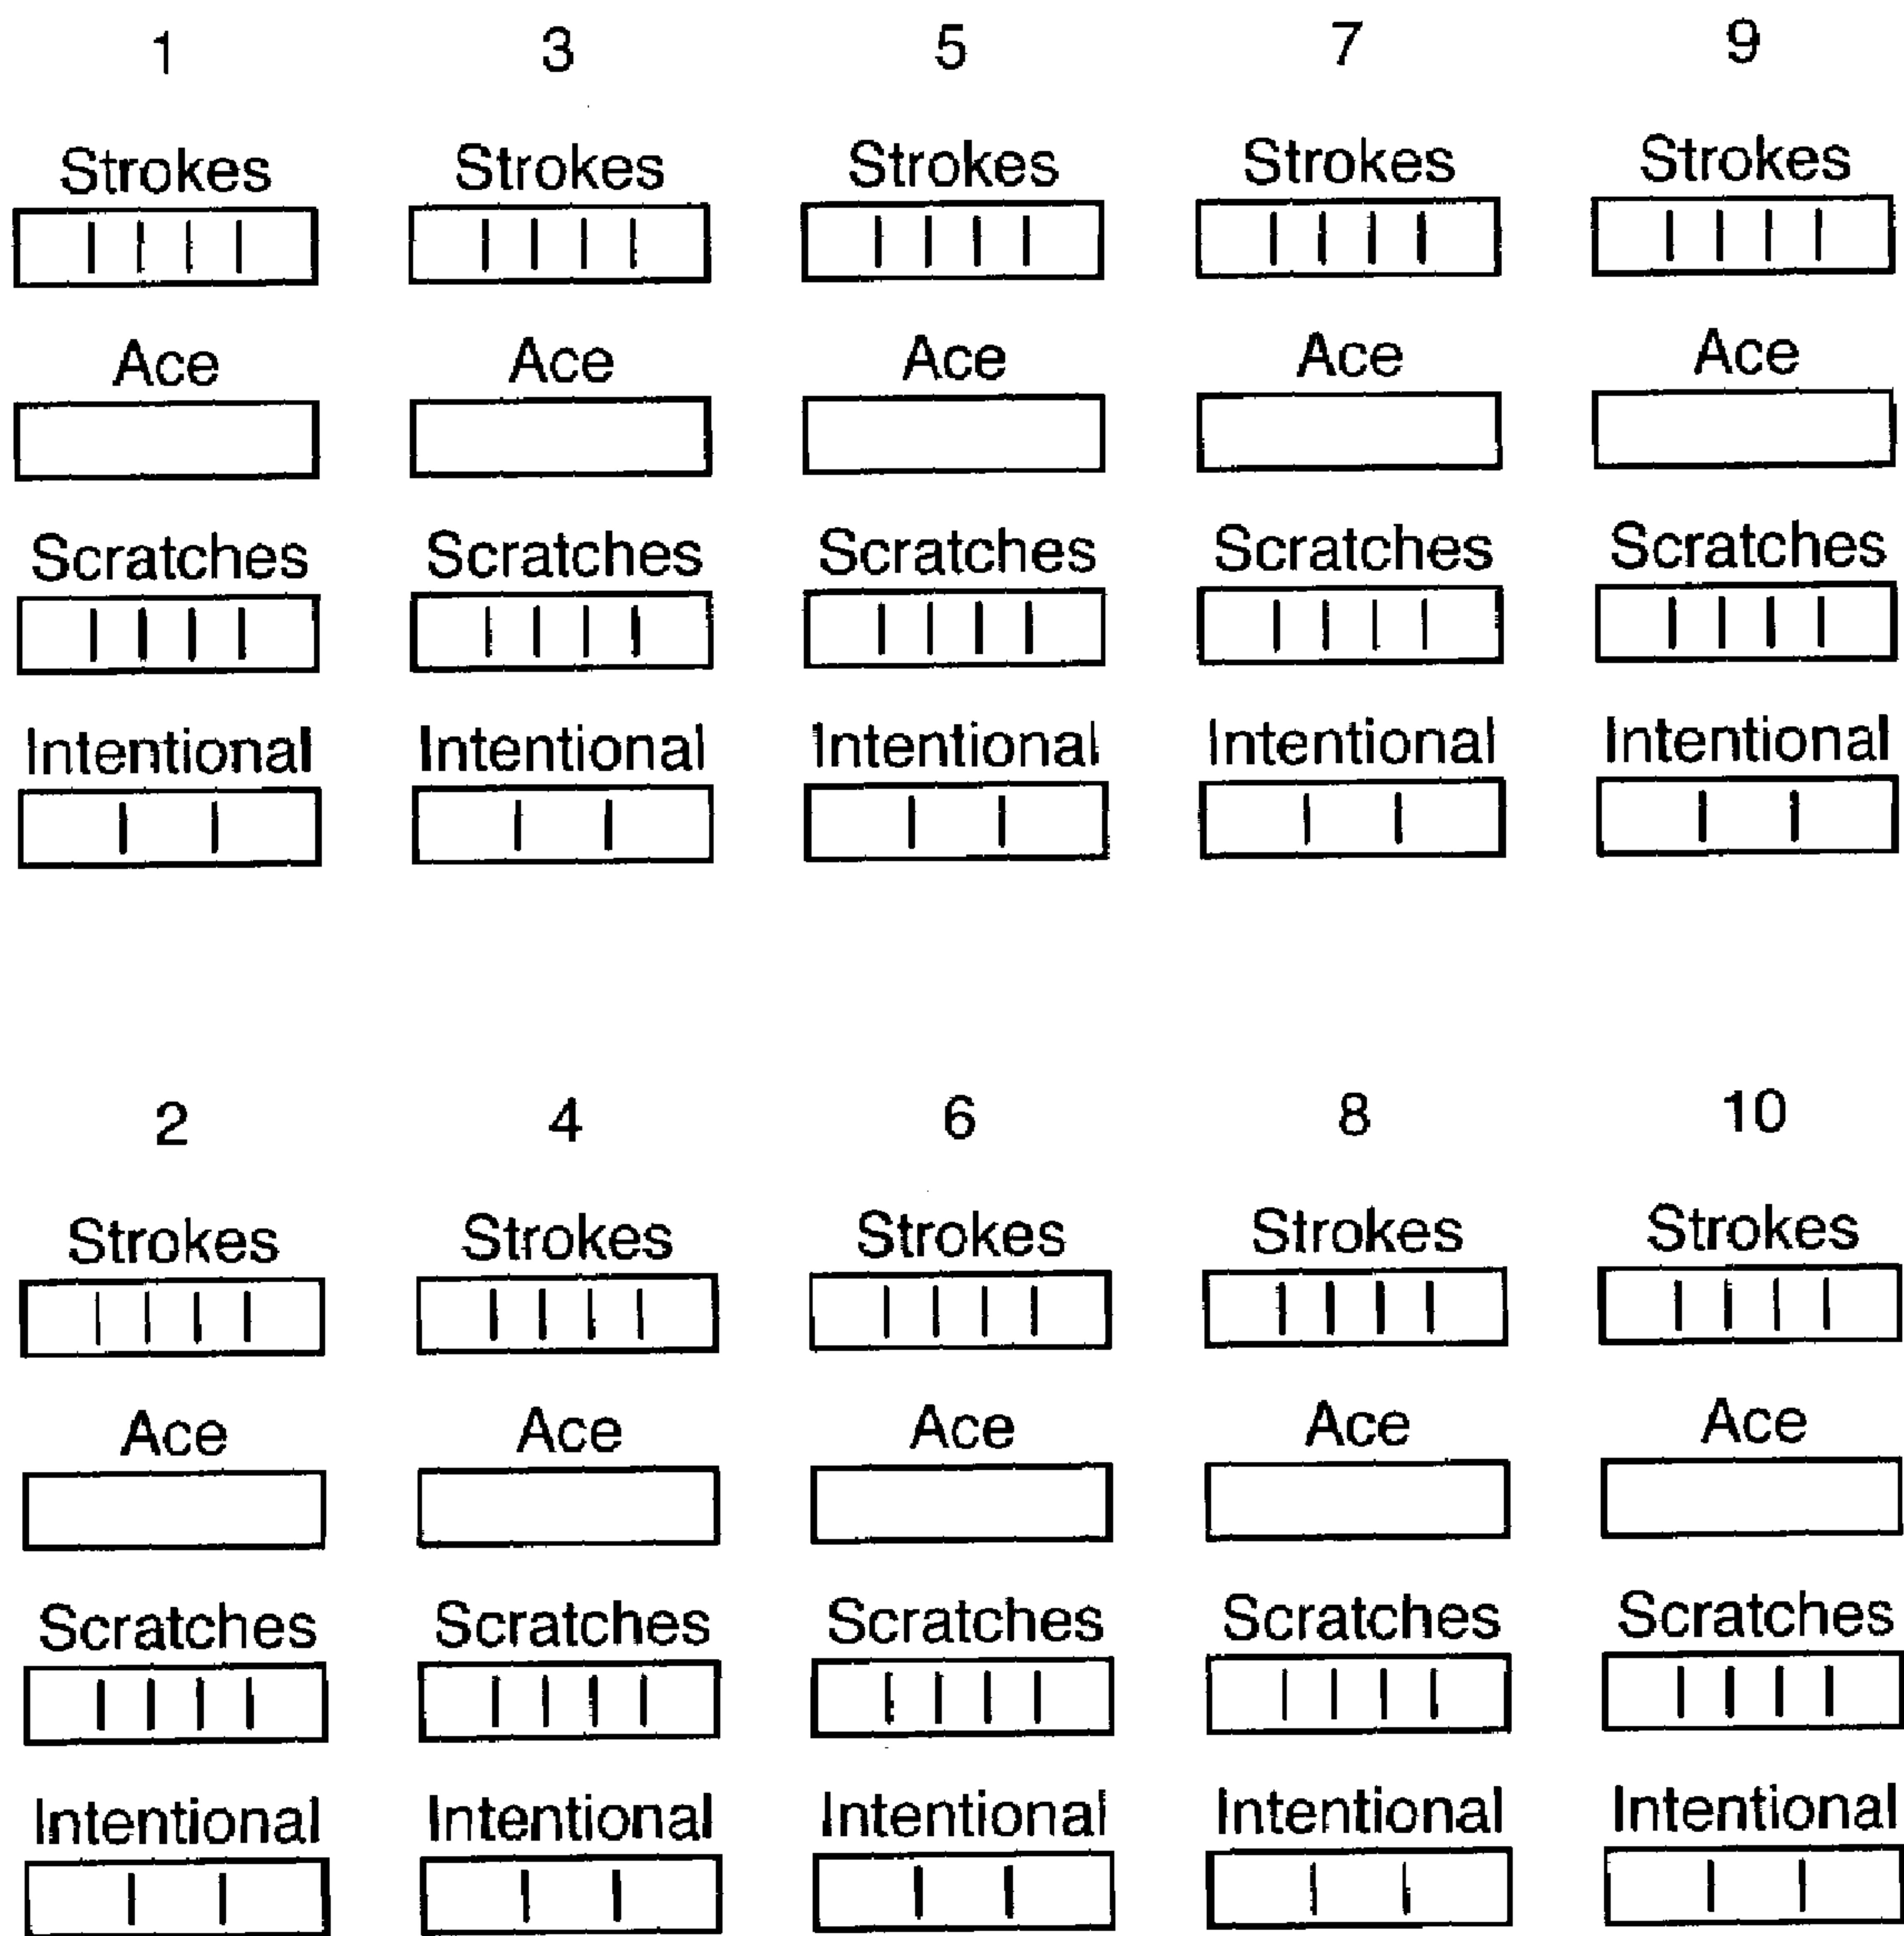 1 3 5 7 9
Strokes Strokes Strokes Strokes Strokes
Ace Ace Ace Ace Ace
Scratches Scratches Scratches Scratches Scratches
Intentional Intentional Intentional Intentional Intentional
2 4 6 8 10
Strokes Strokes Strokes Strokes Strokes
Ace Ace Ace Ace Ace
Scratches Scratches Scratches Scratches Scratches
Intentional Intentional Intentional Intentional Intentional